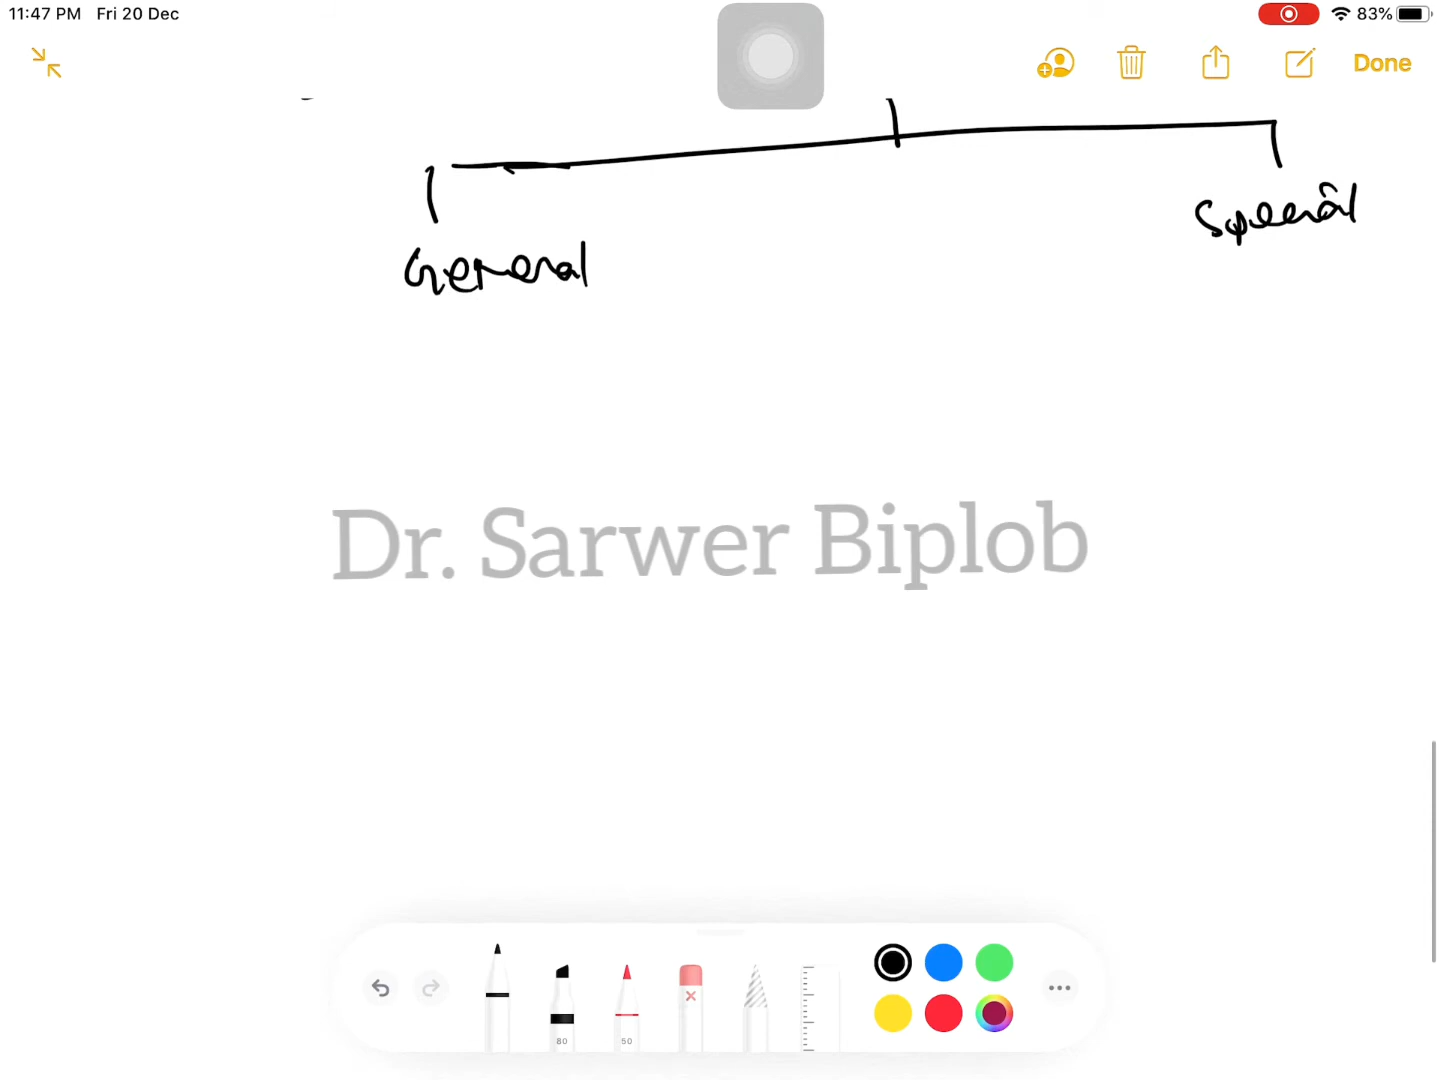 11:47 PM Fri 20 Dec 83%
Done
Special
General
Dr. Sarwer Biplob
80 50